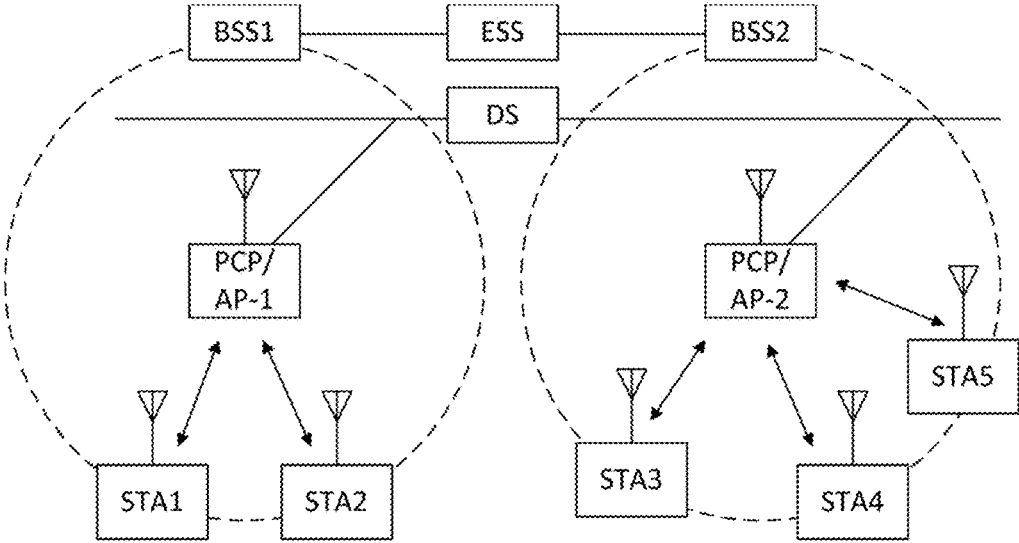 BSS1
ESS
BSS2
DS
PCP/
AP-1
PCP/
AP-2
STA1
STA2
STA3
STA4
STA5